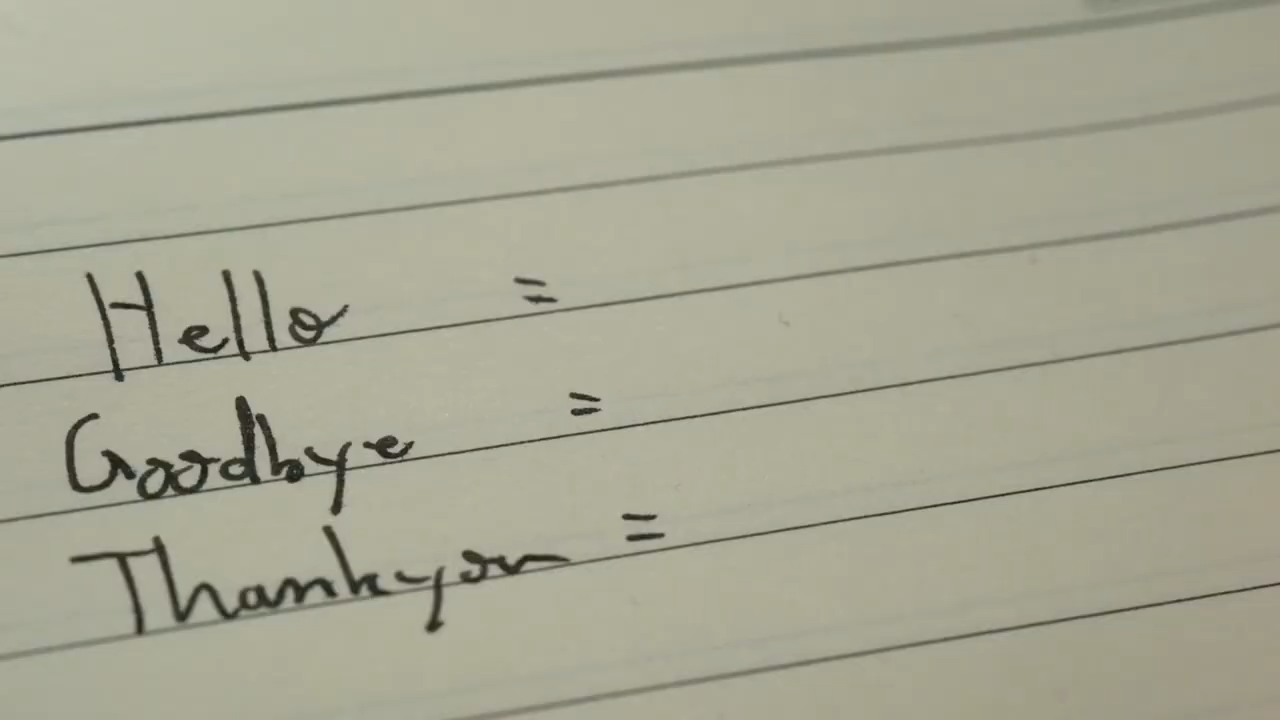 Hello =
Goodbye =
Thankyou =